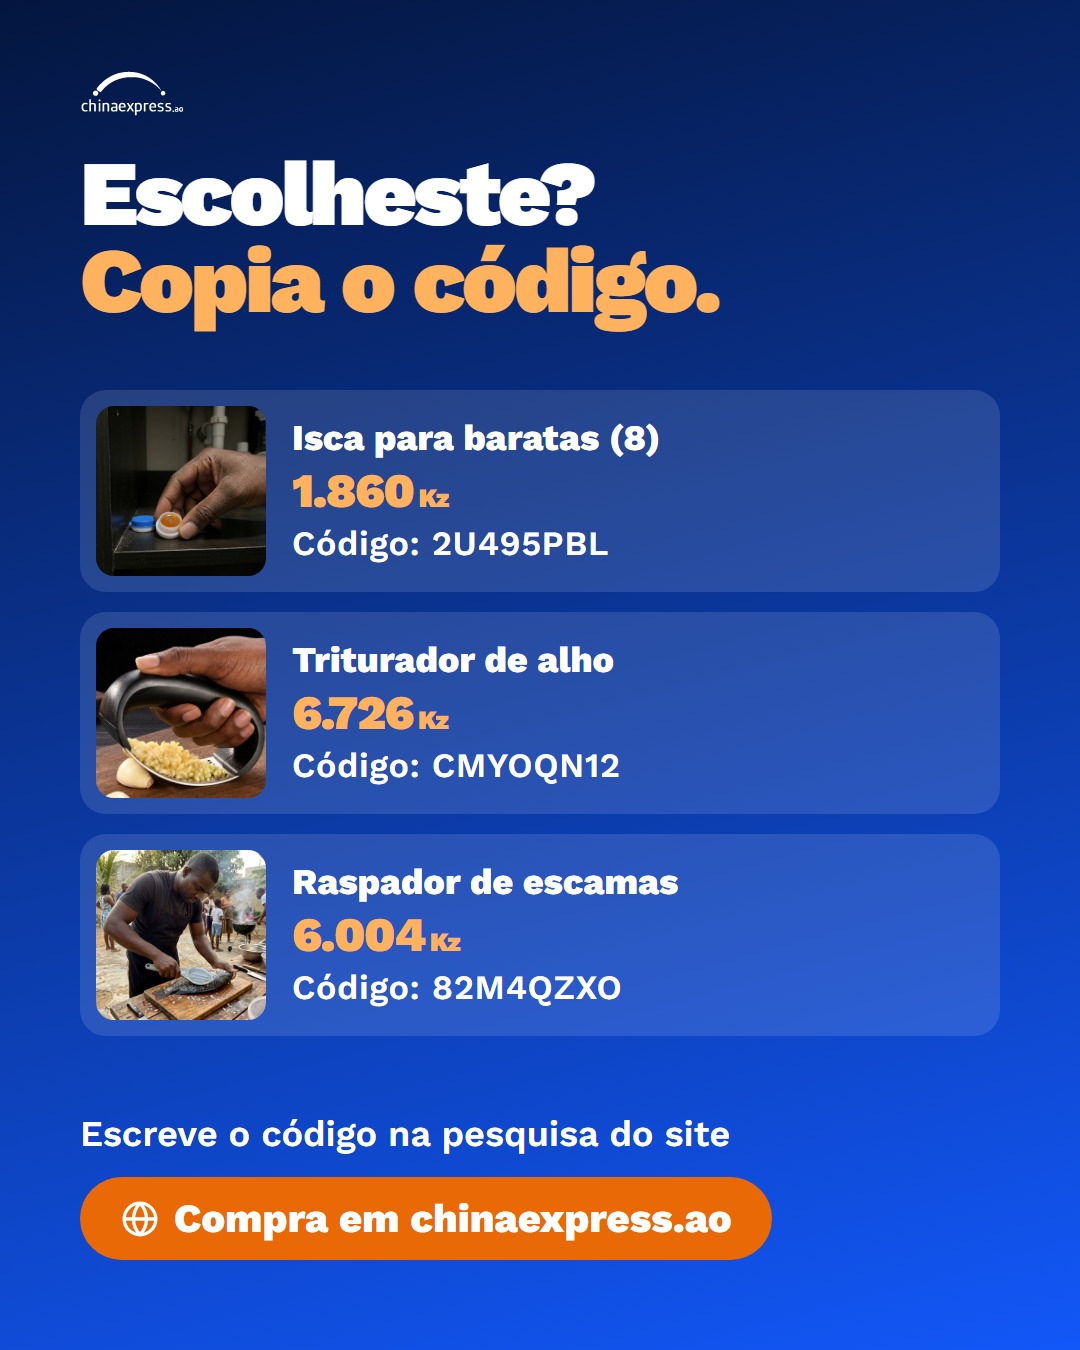 chinaexpress.ao
Escolheste?
Copia o código.
Isca para baratas (8)
1.860 Kz
Código: 2U495PBL
Triturador de alho
6.726 Kz
Código: CMYOQN12
Raspador de escamas
6.004 Kz
Código: 82M4QZXO
Escreve o código na pesquisa do site
Compra em chinaexpress.ao